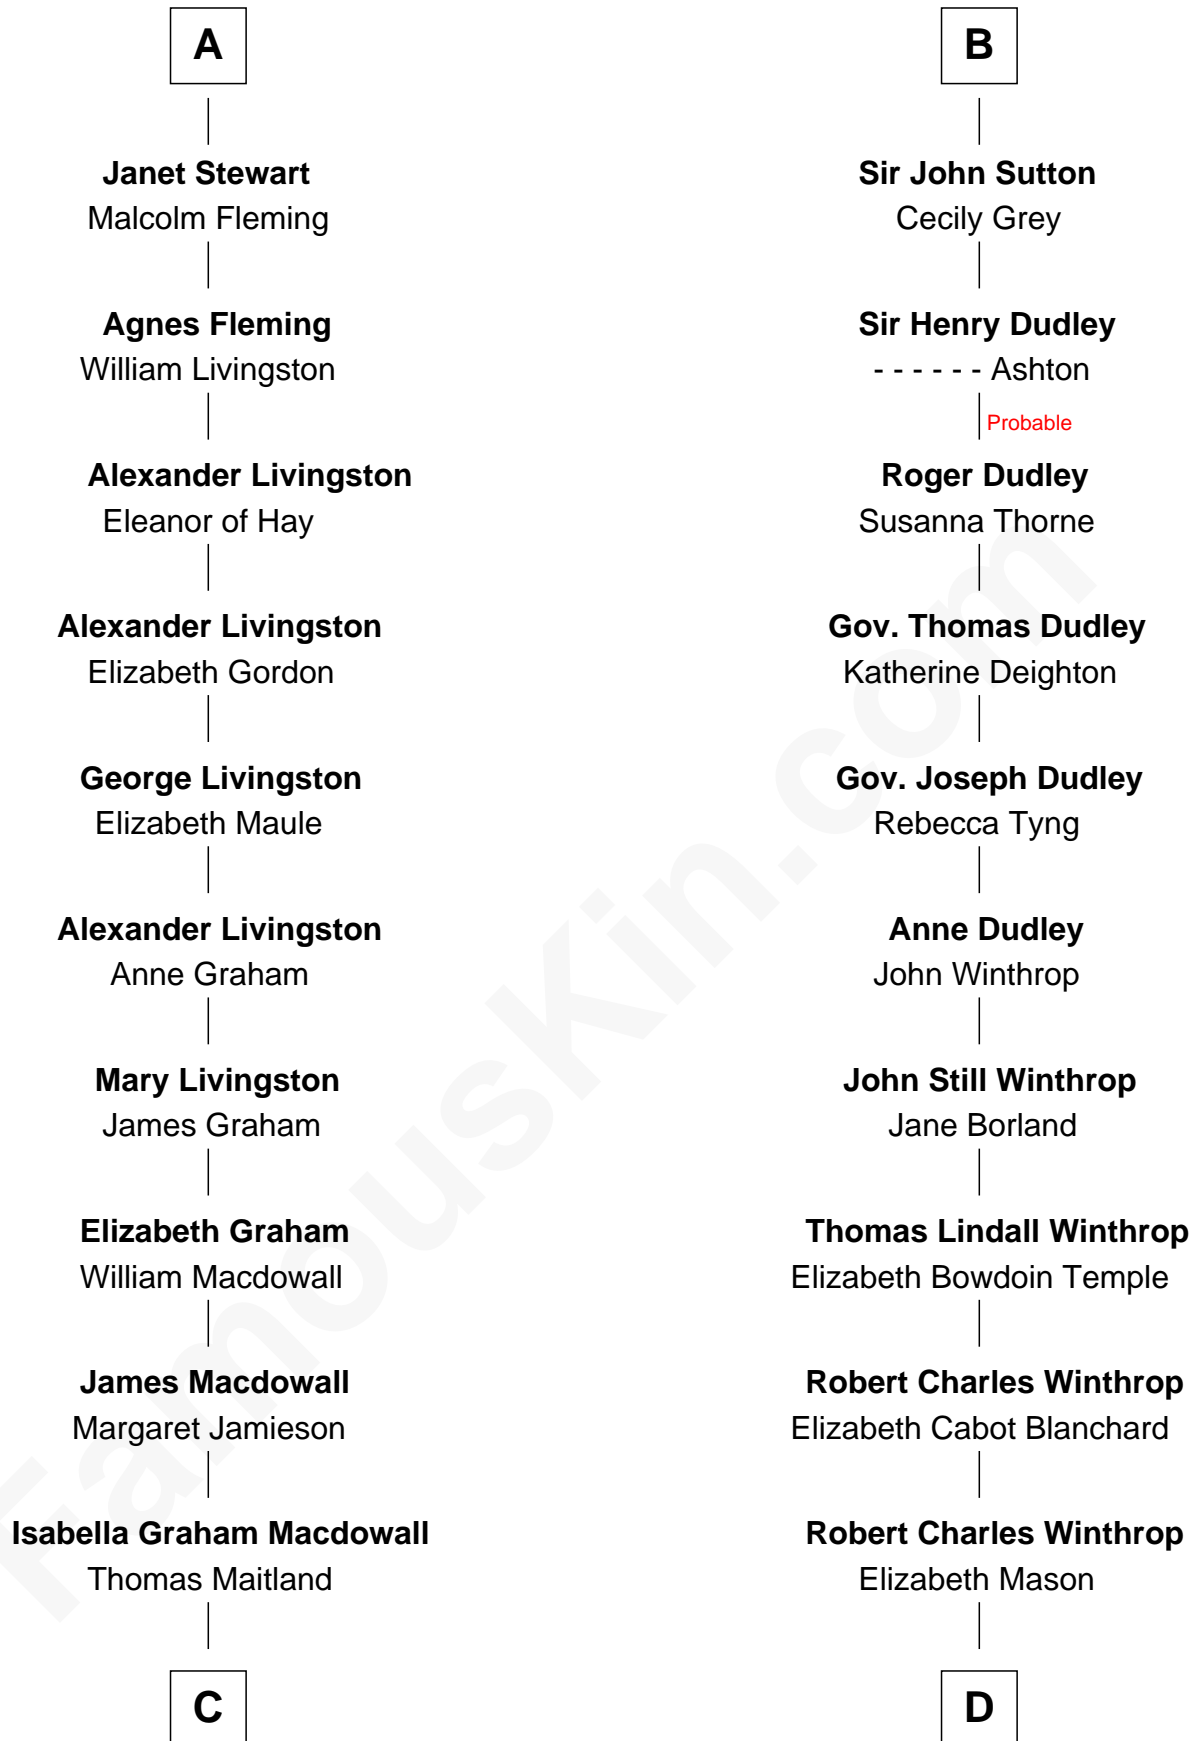 A
Janet Stewart
Malcolm Fleming
Agnes Fleming
William Livingston
Alexander Livingston
Eleanor of Hay
Alexander Livingston
Elizabeth Gordon
George Livingston
Elizabeth Maule
Alexander Livingston
Anne Graham
Mary Livingston
James Graham
Elizabeth Graham
William Macdowall
James Macdowall
Margaret Jamieson
Isabella Graham Macdowall
Thomas Maitland
C
B
Sir John Sutton
Cecily Grey
Sir Henry Dudley
- - - - - - Ashton
Probable
Roger Dudley
Susanna Thorne
Gov. Thomas Dudley
Katherine Deighton
Gov. Joseph Dudley
Rebecca Tyng
Anne Dudley
John Winthrop
John Still Winthrop
Jane Borland
Thomas Lindall Winthrop
Elizabeth Bowdoin Temple
Robert Charles Winthrop
Elizabeth Cabot Blanchard
Robert Charles Winthrop
Elizabeth Mason
D
FamousKin.com